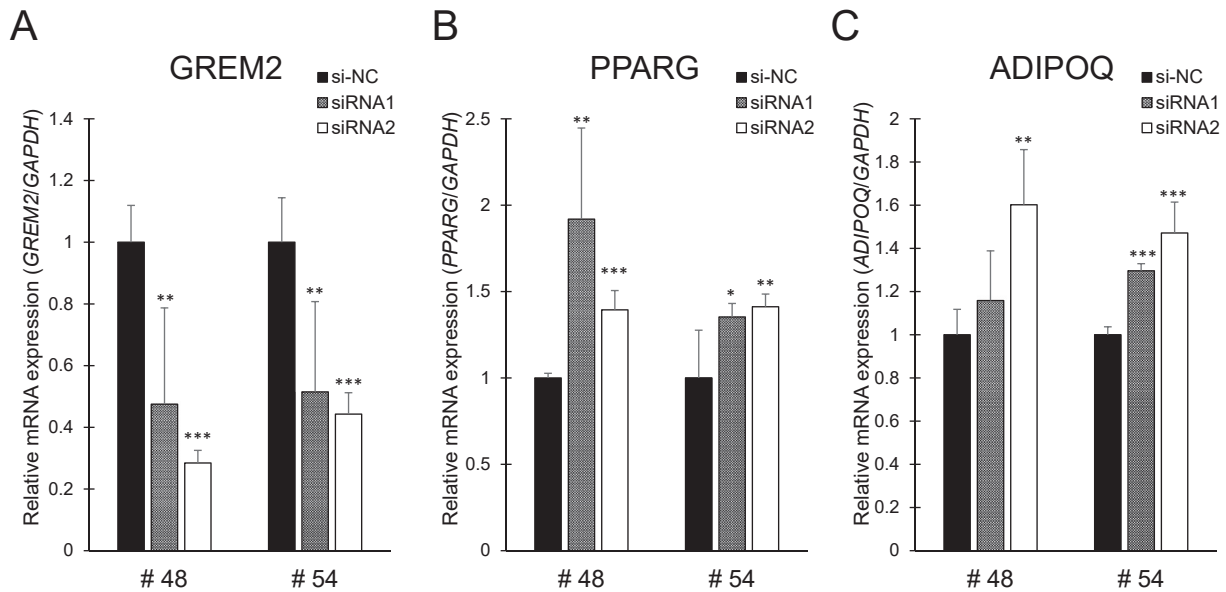 A
GREM2
si-NC
siRNA1
siRNA2
Relative mRNA expression (GREM2/GAPDH)
1.4
1.2
1
0.8
0.6
0.4
0.2
0
**
***
**
***
# 48
# 54
B
PPARG
si-NC
siRNA1
siRNA2
Relative mRNA expression (PPARG/GAPDH)
2.5
2
1.5
1
0.5
0
**
***
*
**
# 48
# 54
C
ADIPOQ
si-NC
siRNA1
siRNA2
Relative mRNA expression (ADIPOQ/GAPDH)
2
1.8
1.6
1.4
1.2
1
0.8
0.6
0.4
0.2
0
**
***
***
# 48
# 54